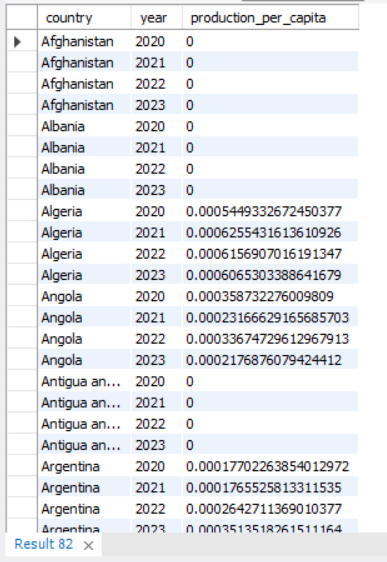 country year production_per_capita
Afghanistan 2020 0
Afghanistan 2021 0
Afghanistan 2022 0
Afghanistan 2023 0
Albania 2020 0
Albania 2021 0
Albania 2022 0
Albania 2023 0
Algeria 2020 0.0005449332672450377
Algeria 2021 0.0006255431613610926
Algeria 2022 0.0006156907016191347
Algeria 2023 0.0006065303388641679
Angola 2020 0.000358732276009809
Angola 2021 0.00023166629165685703
Angola 2022 0.00033674729612967913
Angola 2023 0.0002176876079424412
Antigua an... 2020 0
Antigua an... 2021 0
Antigua an... 2022 0
Antigua an... 2023 0
Argentina 2020 0.00017702263854012972
Argentina 2021 0.0001765525813311535
Argentina 2022 0.0002642711369010377
Argentina 2023 0.0003513518261511164
Result 82